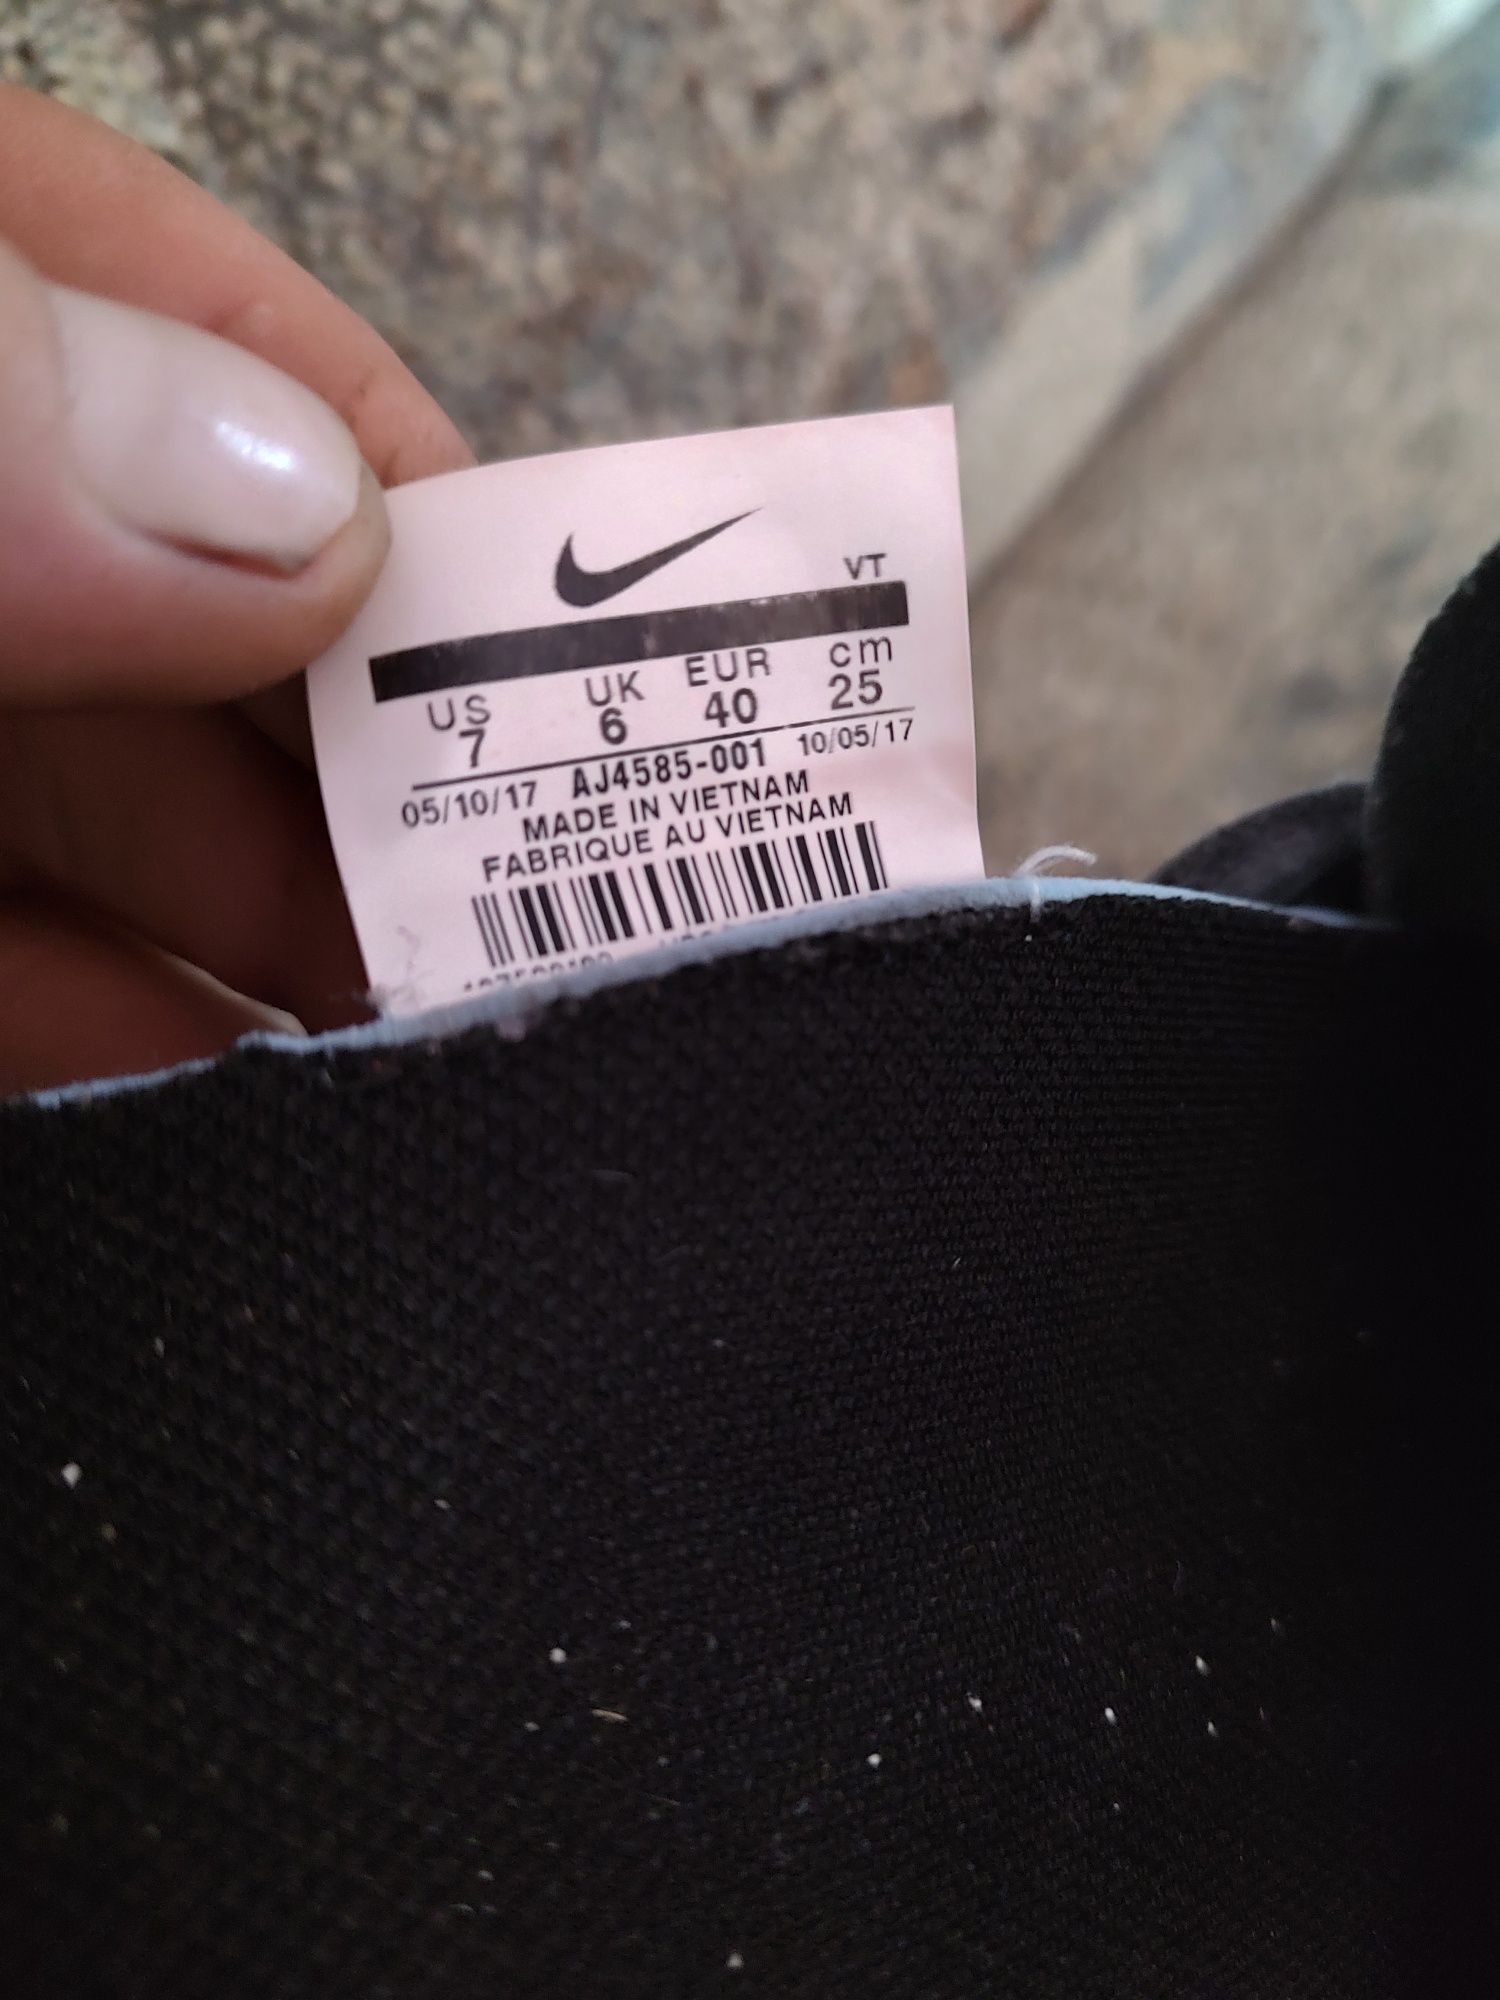 VT
US UK EUR cm
7 6 40 25
05/10/17 AJ4585-001 10/05/17
MADE IN VIETNAM
FABRIQUE AU VIETNAM